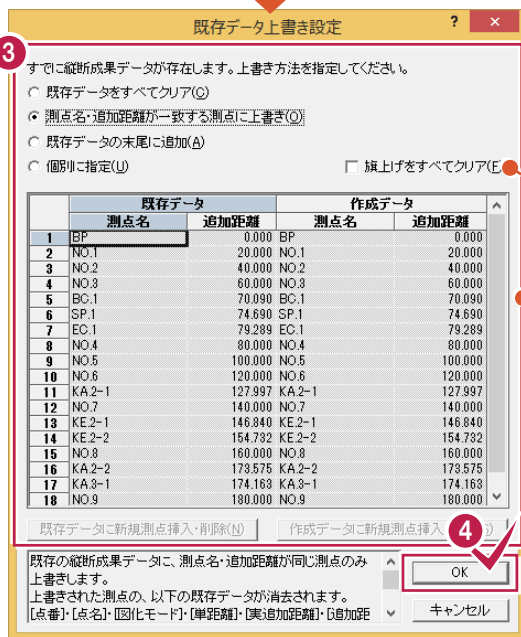 既存データ上書き設定 ? ×
3
すでに縦断成果データが存在します。上書き方法を指定してください。
既存データをすべてクリア(C)
測点名・追加距離が一致する測点に上書き(O)
既存データの末尾に追加(A)
個別に指定(U) 旗上げをすべてクリア(F)
既存データ 作成データ
測点名 追加距離 測点名 追加距離
1 BP 0.000 BP 0.000
2 NO.1 20.000 NO.1 20.000
3 NO.2 40.000 NO.2 40.000
4 NO.3 60.000 NO.3 60.000
5 BC.1 70.090 BC.1 70.090
6 SP.1 74.690 SP.1 74.690
7 EC.1 79.289 EC.1 79.289
8 NO.4 80.000 NO.4 80.000
9 NO.5 100.000 NO.5 100.000
10 NO.6 120.000 NO.6 120.000
11 KA.2-1 127.997 KA.2-1 127.997
12 NO.7 140.000 NO.7 140.000
13 KE.2-1 146.840 KE.2-1 146.840
14 KE.2-2 154.732 KE.2-2 154.732
15 NO.8 160.000 NO.8 160.000
16 KA.2-2 173.575 KA.2-2 173.575
17 KA.3-1 174.163 KA.3-1 174.163
18 NO.9 180.000 NO.9 180.000
既存データに新規測点挿入・削除(N) 作成データに新規測点挿入
4
既存の縦断成果データに、測点名・追加距離が同じ測点のみ
上書きします。
上書きされた測点の、以下の既存データが消去されます。
[点番]・[点名]・[図化モード]・[単距離]・[実追加距離]・[追加距
OK
キャンセル